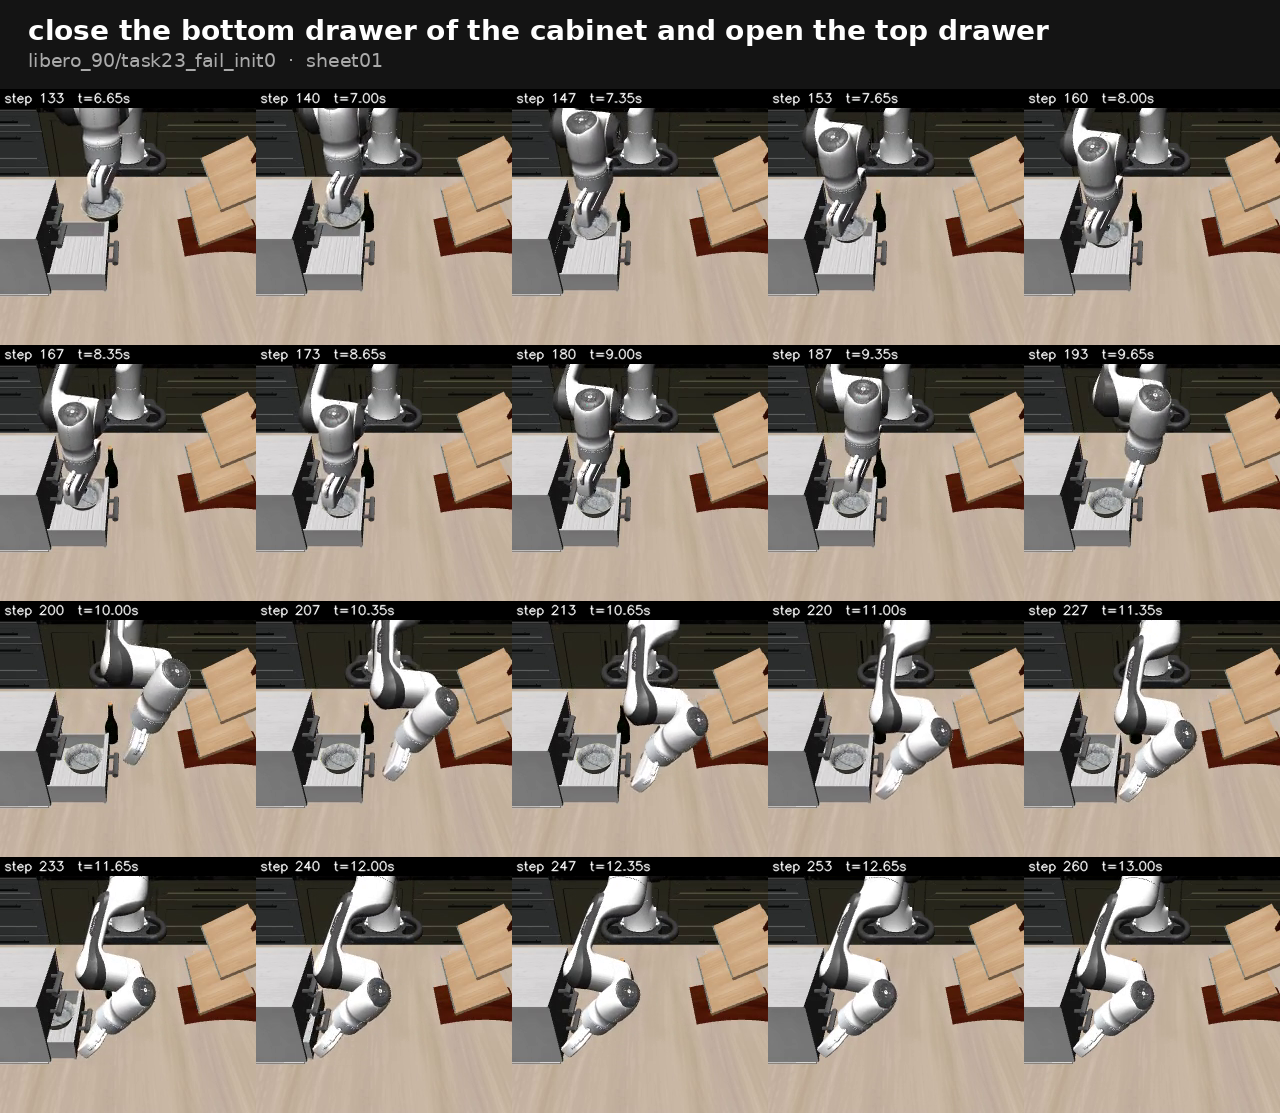 close the bottom drawer of the cabinet and open the top drawer
libero_90/task23_fail_init0 · sheet01
step 133 t=6.65s
step 140 t=7.00s
step 147 t=7.35s
step 153 t=7.65s
step 160 t=8.00s
step 167 t=8.35s
step 173 t=8.65s
step 180 t=9.00s
step 187 t=9.35s
step 193 t=9.65s
step 200 t=10.00s
step 207 t=10.35s
step 213 t=10.65s
step 220 t=11.00s
step 227 t=11.35s
step 233 t=11.65s
step 240 t=12.00s
step 247 t=12.35s
step 253 t=12.65s
step 260 t=13.00s